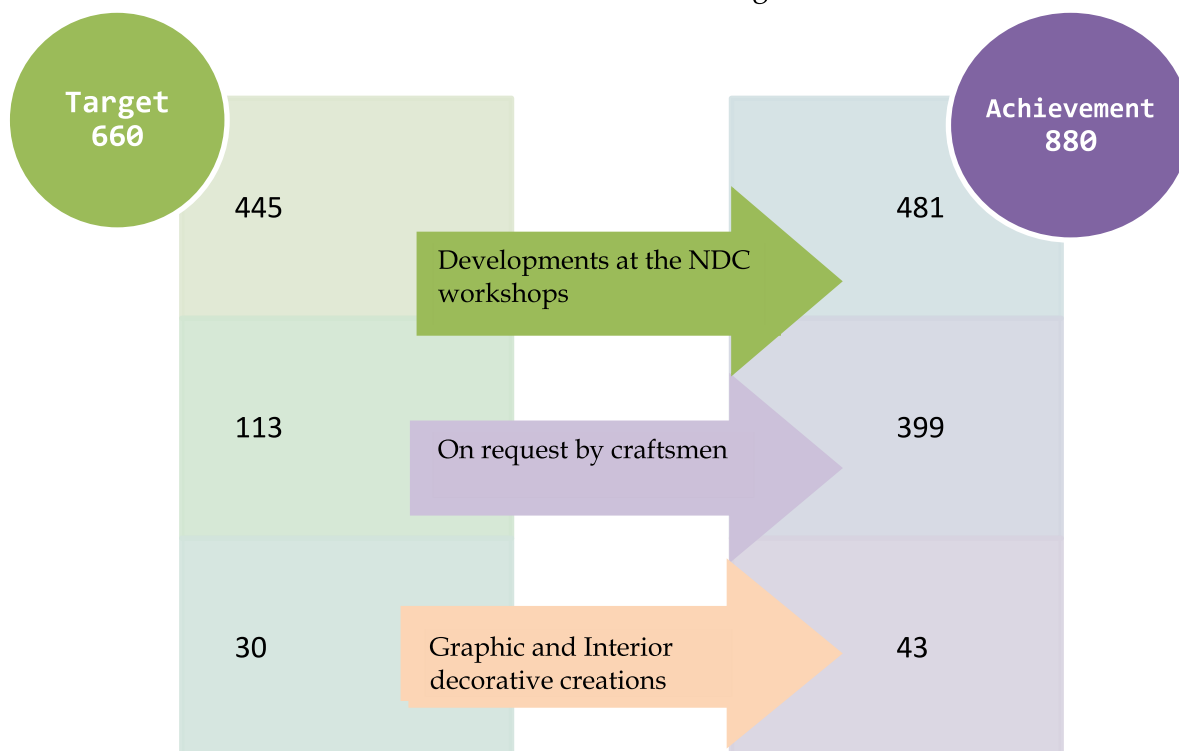 Target
660
Achievement
880
445
Developments at the NDC
workshops
481
113
On request by craftsmen
399
30
Graphic and Interior
decorative creations
43